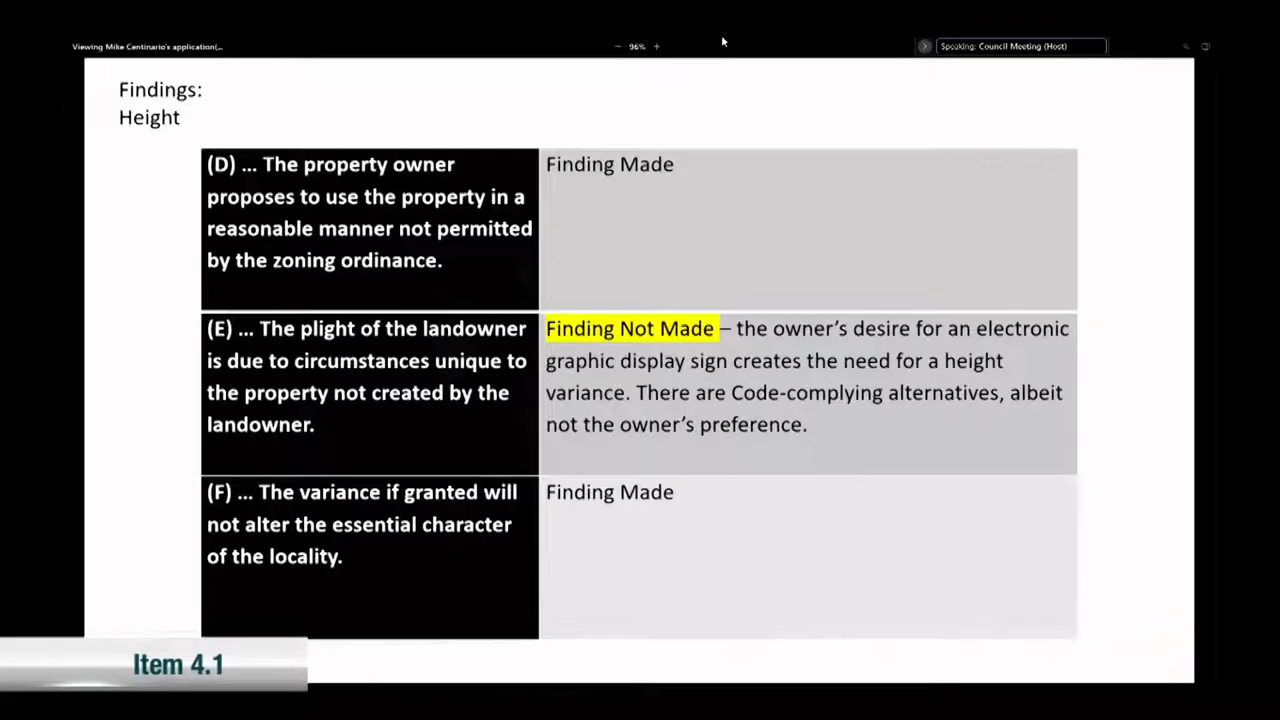 Viewing Mike Centinario's application(...
96%
Speaking: Council Meeting (Host)
Findings:
Height
(D) ... The property owner
proposes to use the property in a
reasonable manner not permitted
by the zoning ordinance.
Finding Made
(E) ... The plight of the landowner
is due to circumstances unique to
the property not created by the
landowner.
Finding Not Made – the owner's desire for an electronic
graphic display sign creates the need for a height
variance. There are Code-complying alternatives, albeit
not the owner's preference.
(F) ... The variance if granted will
not alter the essential character
of the locality.
Finding Made
Item 4.1